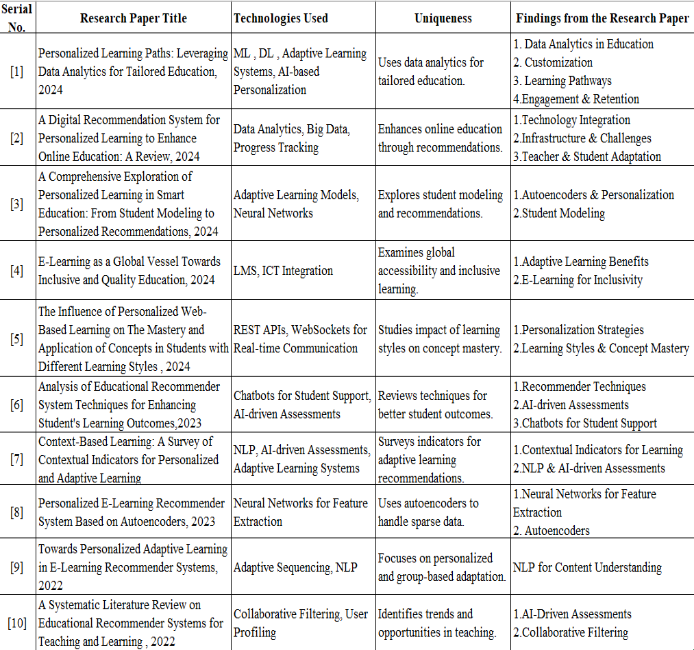 Serial No. | Research Paper Title | Technologies Used | Uniqueness | Findings from the Research Paper
[1] | Personalized Learning Paths: Leveraging Data Analytics for Tailored Education, 2024 | ML , DL , Adaptive Learning Systems, AI-based Personalization | Uses data analytics for tailored education. | 1. Data Analytics in Education 2. Customization 3. Learning Pathways 4.Engagement & Retention
[2] | A Digital Recommendation System for Personalized Learning to Enhance Online Education: A Review, 2024 | Data Analytics, Big Data, Progress Tracking | Enhances online education through recommendations. | 1.Technology Integration 2.Infrastructure & Challenges 3.Teacher & Student Adaptation
[3] | A Comprehensive Exploration of Personalized Learning in Smart Education: From Student Modeling to Personalized Recommendations, 2024 | Adaptive Learning Models, Neural Networks | Explores student modeling and recommendations. | 1.Autoencoders & Personalization 2.Student Modeling
[4] | E-Learning as a Global Vessel Towards Inclusive and Quality Education, 2024 | LMS, ICT Integration | Examines global accessibility and inclusive learning. | 1.Adaptive Learning Benefits 2.E-Learning for Inclusivity
[5] | The Influence of Personalized Web-Based Learning on The Mastery and Application of Concepts in Students with Different Learning Styles , 2024 | REST APIs, WebSockets for Real-time Communication | Studies impact of learning styles on concept mastery. | 1.Personalization Strategies 2.Learning Styles & Concept Mastery
[6] | Analysis of Educational Recommender System Techniques for Enhancing Student's Learning Outcomes,2023 | Chatbots for Student Support, AI-driven Assessments | Reviews techniques for better student outcomes. | 1.Recommender Techniques 2.AI-driven Assessments 3.Chatbots for Student Support
[7] | Context-Based Learning: A Survey of Contextual Indicators for Personalized and Adaptive Learning | NLP, AI-driven Assessments, Adaptive Learning Systems | Surveys indicators for adaptive learning recommendations. | 1.Contextual Indicators for Learning 2.NLP & AI-driven Assessments
[8] | Personalized E-Learning Recommender System Based on Autoencoders, 2023 | Neural Networks for Feature Extraction | Uses autoencoders to handle sparse data. | 1.Neural Networks for Feature Extraction 2. Autoencoders
[9] | Towards Personalized Adaptive Learning in E-Learning Recommender Systems, 2022 | Adaptive Sequencing, NLP | Focuses on personalized and group-based adaptation. | NLP for Content Understanding
[10] | A Systematic Literature Review on Educational Recommender Systems for Teaching and Learning , 2022 | Collaborative Filtering, User Profiling | Identifies trends and opportunities in teaching. | 1.AI-Driven Assessments 2.Collaborative Filtering